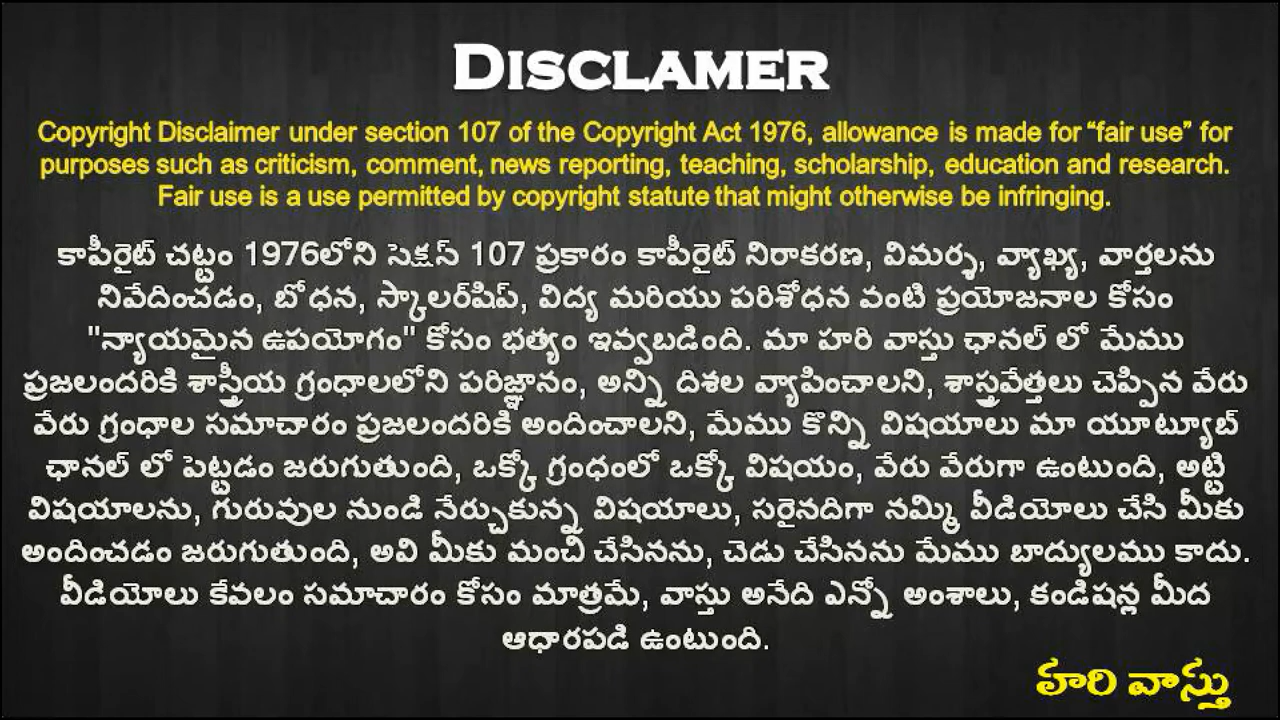 DISCLAMER
Copyright Disclaimer under section 107 of the Copyright Act 1976, allowance is made for “fair use” for
purposes such as criticism, comment, news reporting, teaching, scholarship, education and research.
Fair use is a use permitted by copyright statute that might otherwise be infringing.
కాపీరైట్ చట్టం 1976లోని సెక్షన్ 107 ప్రకారం కాపీరైట్ నిరాకరణ, విమర్శ, వ్యాఖ్య, వార్తలను
నివేదించడం, బోధన, స్కాలర్‌షిప్, విద్య మరియు పరిశోధన వంటి ప్రయోజనాల కోసం
"న్యాయమైన ఉపయోగం" కోసం భత్యం ఇవ్వబడింది. మా హరి వాస్తు ఛానల్ లో మేము
ప్రజలందరికి శాస్త్రీయ గ్రంధాలలోని పరిజ్ఞానం, అన్ని దిశల వ్యాపించాలని, శాస్త్రవేత్తలు చెప్పిన వేరు
వేరు గ్రంధాల సమాచారం ప్రజలందరికి అందించాలని, మేము కొన్ని విషయాలు మా యూట్యూబ్
ఛానల్ లో పెట్టడం జరుగుతుంది, ఒక్కో గ్రంధంలో ఒక్కో విషయం, వేరు వేరుగా ఉంటుంది, అట్టి
విషయాలను, గురువుల నుండి నేర్చుకున్న విషయాలు, సరైనదిగా నమ్మి వీడియోలు చేసి మీకు
అందించడం జరుగుతుంది, అవి మీకు మంచి చేసినను, చెడు చేసినను మేము బాద్యులము కాదు.
వీడియోలు కేవలం సమాచారం కోసం మాత్రమే, వాస్తు అనేది ఎన్నో అంశాలు, కండిషన్ల మీద
ఆధారపడి ఉంటుంది.
హరి వాస్తు